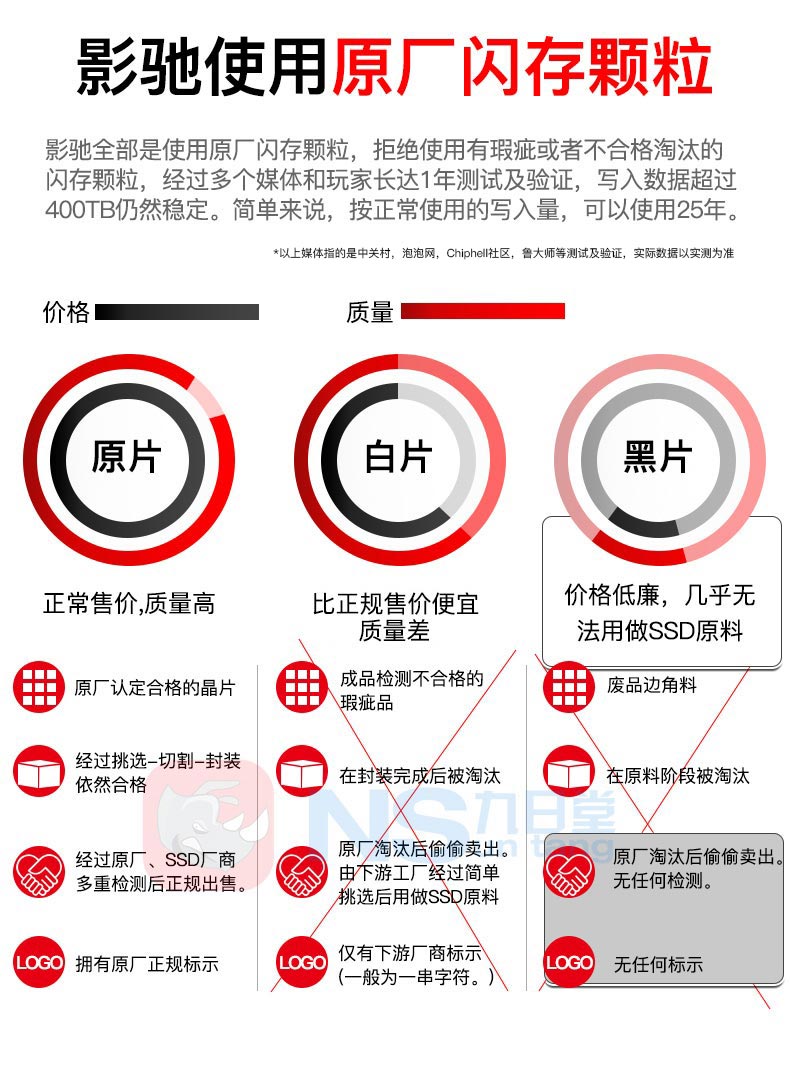 影驰使用原厂闪存颗粒
影驰全部是使用原厂闪存颗粒，拒绝使用有瑕疵或者不合格淘汰的
闪存颗粒，经过多个媒体和玩家长达1年测试及验证，写入数据超过
400TB仍然稳定。简单来说，按正常使用的写入量，可以使用25年。
*以上媒体指的是中关村，泡泡网，Chiphell社区，鲁大师等测试及验证，实际数据以实测为准
价格
质量
原片
白片
黑片
正常售价,质量高
比正规售价便宜
质量差
价格低廉，几乎无
法用做SSD原料
原厂认定合格的晶片
成品检测不合格的
瑕疵品
废品边角料
经过挑选-切割-封装
依然合格
在封装完成后被淘汰
在原料阶段被淘汰
NS九日堂
tang
经过原厂、SSD厂商
多重检测后正规出售。
原厂淘汰后偷偷卖出。
由下游工厂经过简单
挑选后用做SSD原料
原厂淘汰后偷偷卖出。
无任何检测。
LOGO
拥有原厂正规标示
LOGO
仅有下游厂商标示
(一般为一串字符。)
LOGO
无任何标示